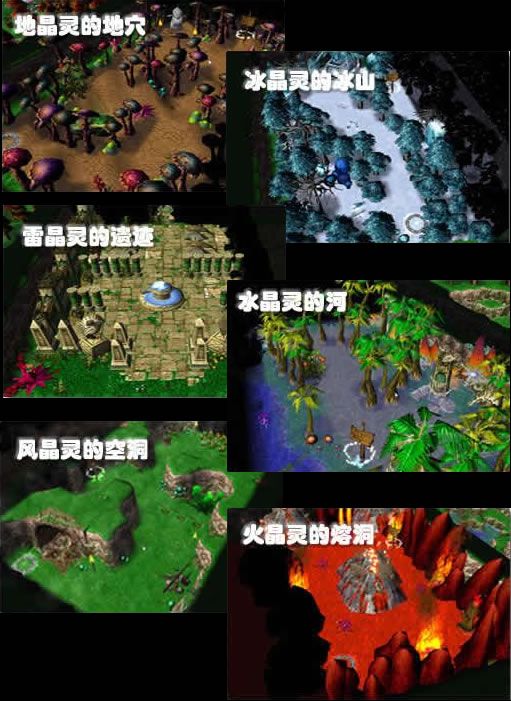 地晶灵的地穴
冰晶灵的冰山
雷晶灵的遗迹
水晶灵的河
风晶灵的空洞
火晶灵的熔洞